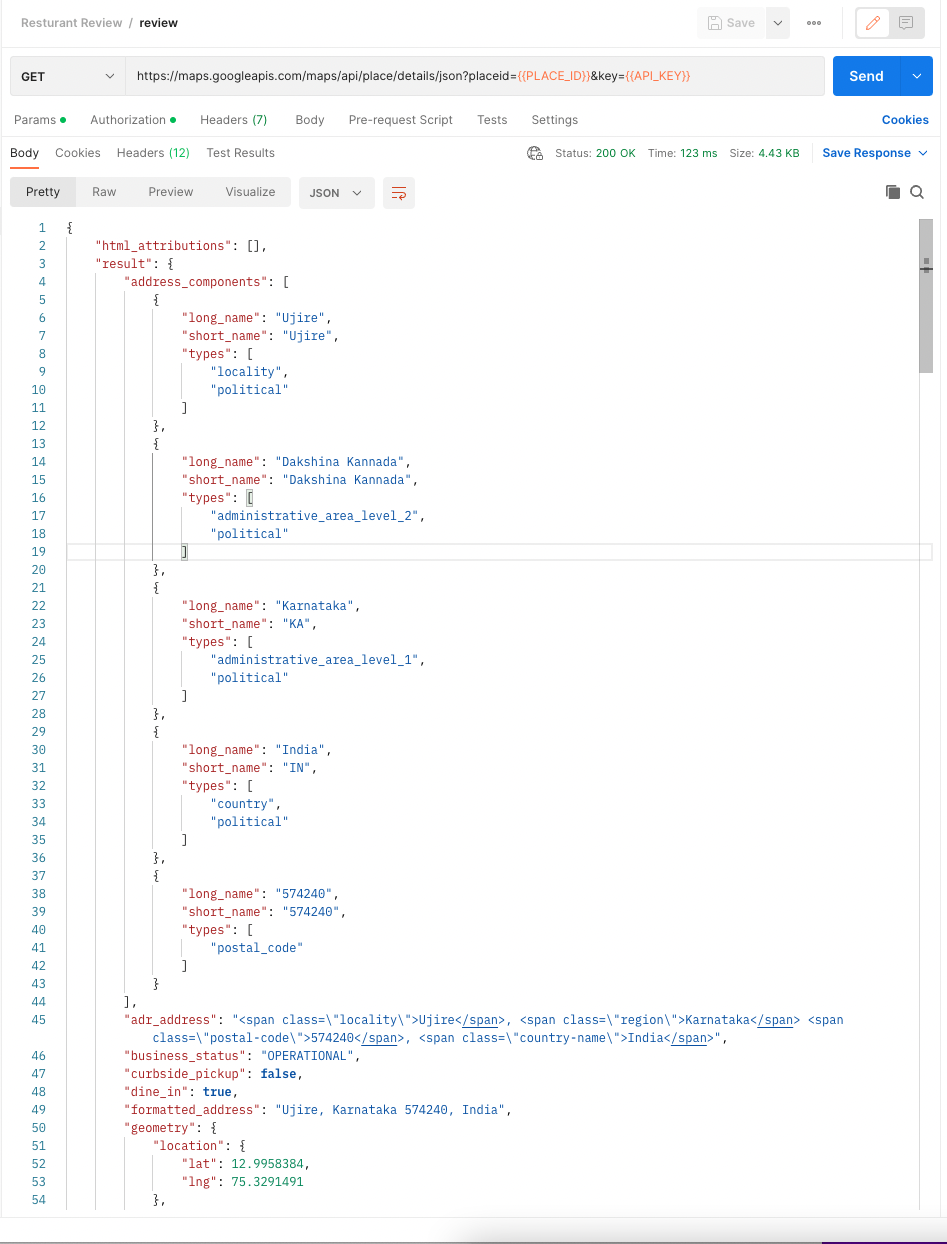 Resturant Review / review
Save
GET
https://maps.googleapis.com/maps/api/place/details/json?placeid={{PLACE_ID}}&key={{API_KEY}}
Send
Params Authorization Headers (7) Body Pre-request Script Tests Settings Cookies
Body Cookies Headers (12) Test Results Status: 200 OK Time: 123 ms Size: 4.43 KB Save Response
Pretty Raw Preview Visualize JSON
1 {
2 "html_attributions": [],
3 "result": {
4 "address_components": [
5 {
6 "long_name": "Ujire",
7 "short_name": "Ujire",
8 "types": [
9 "locality",
10 "political"
11 ]
12 },
13 {
14 "long_name": "Dakshina Kannada",
15 "short_name": "Dakshina Kannada",
16 "types": [
17 "administrative_area_level_2",
18 "political"
19 ]
20 },
21 {
22 "long_name": "Karnataka",
23 "short_name": "KA",
24 "types": [
25 "administrative_area_level_1",
26 "political"
27 ]
28 },
29 {
30 "long_name": "India",
31 "short_name": "IN",
32 "types": [
33 "country",
34 "political"
35 ]
36 },
37 {
38 "long_name": "574240",
39 "short_name": "574240",
40 "types": [
41 "postal_code"
42 ]
43 }
44 ],
45 "adr_address": "<span class=\"locality\">Ujire</span>, <span class=\"region\">Karnataka</span> <span
class=\"postal-code\">574240</span>, <span class=\"country-name\">India</span>",
46 "business_status": "OPERATIONAL",
47 "curbside_pickup": false,
48 "dine_in": true,
49 "formatted_address": "Ujire, Karnataka 574240, India",
50 "geometry": {
51 "location": {
52 "lat": 12.9958384,
53 "lng": 75.3291491
54 },